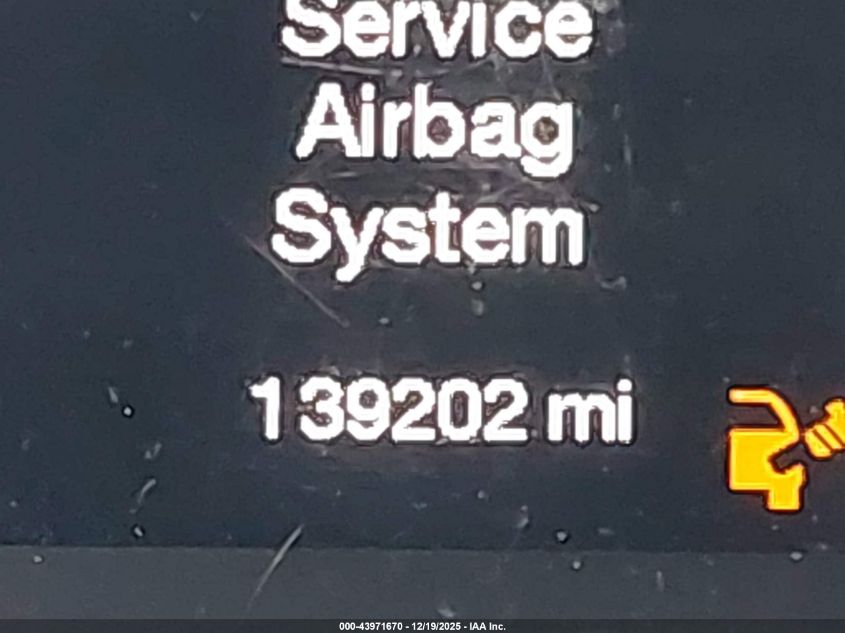 Service
Airbag
System
139202 mi
000-43971670 - 12/19/2025 - IAA Inc.